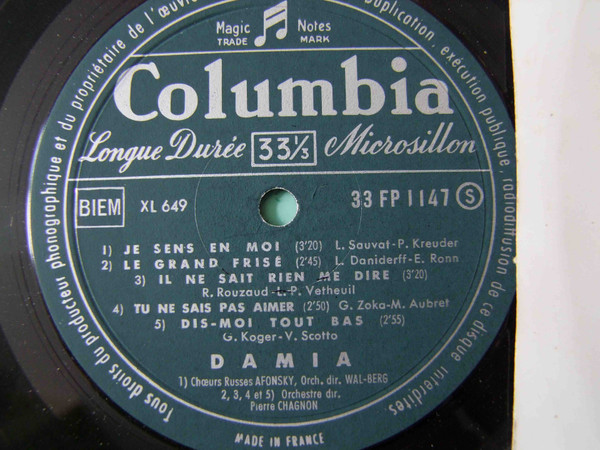 Tous droits du producteur phonographique et du propriétaire de l'œuvre
duplication, exécution publique, radiodiffusion de ce disque interdites
Magic Notes
TRADE MARK
Columbia
Longue Durée 33⅓ Microsillon
BIEM XL 649 33 FP 1147 S
1) JE SENS EN MOI (3'20) L. Sauvat-P. Kreuder
2) LE GRAND FRISÉ (2'45) L. Daniderff-E. Ronn
3) IL NE SAIT RIEN ME DIRE (3'20)
R. Rouzaud-L.-P. Vetheuil
4) TU NE SAIS PAS AIMER (2'50) G. Zoka-M. Aubret
5) DIS-MOI TOUT BAS (2'55)
G. Koger-V. Scotto
DAMIA
1) Chœurs Russes AFONSKY, Orch. dir. WAL-BERG
2, 3, 4 et 5) Orchestre dir.
Pierre CHAGNON
MADE IN FRANCE